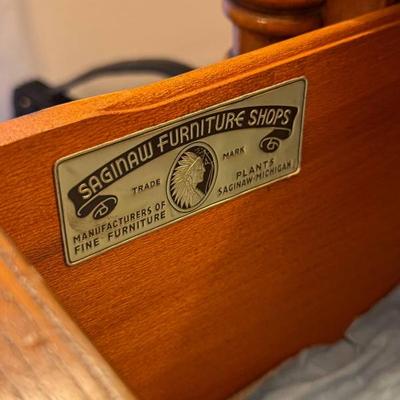 SAGINAW FURNITURE SHOPS
TRADE MARK
MANUFACTURERS OF
FINE FURNITURE
PLANTS
SAGINAW-MICHIGAN